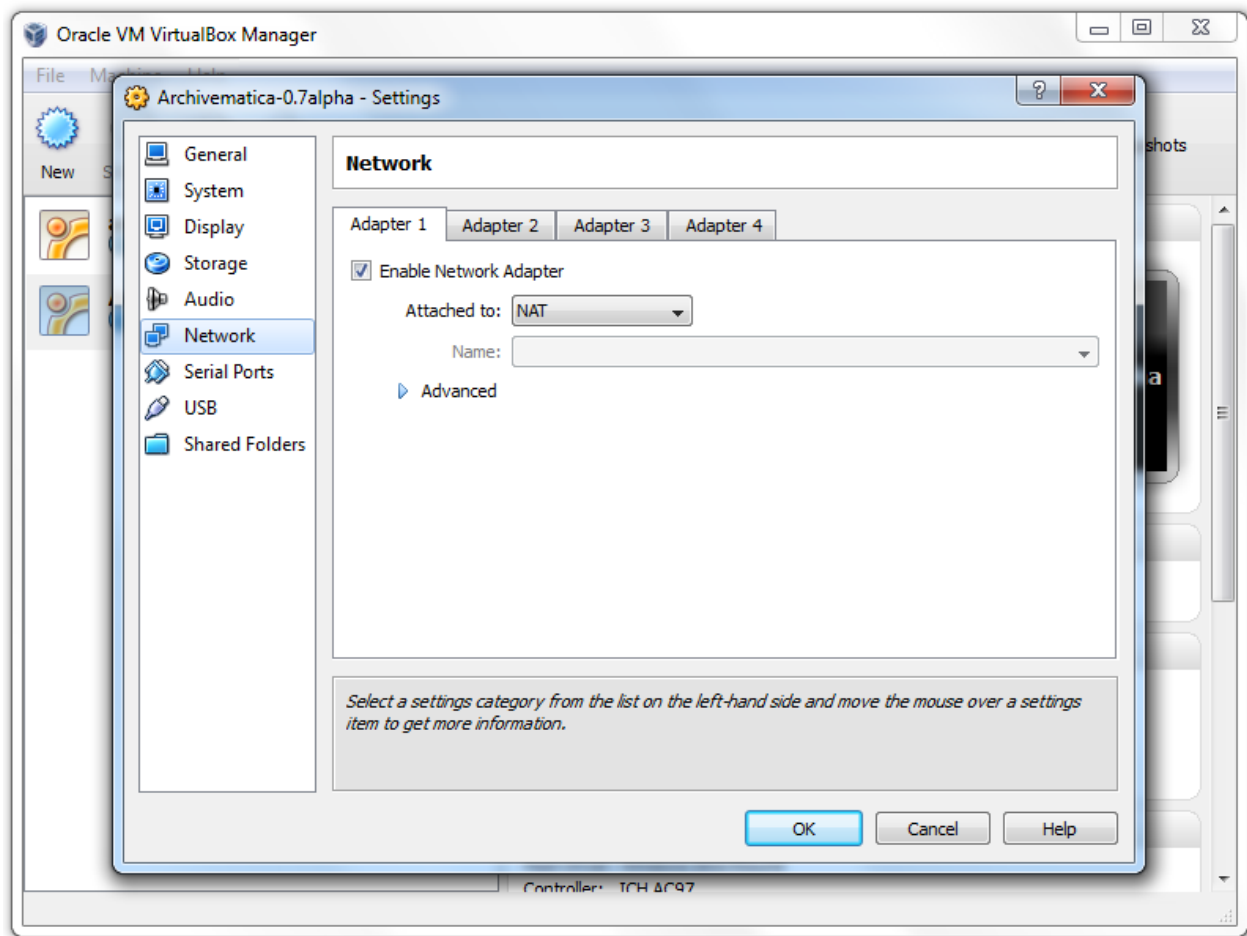 Oracle VM VirtualBox Manager
File
Archivematica-0.7alpha - Settings
New
shots
General
System
Display
Storage
Audio
Network
Serial Ports
USB
Shared Folders
Network
Adapter 1 Adapter 2 Adapter 3 Adapter 4
Enable Network Adapter
Attached to: NAT
Name:
Advanced
a
Select a settings category from the list on the left-hand side and move the mouse over a settings
item to get more information.
OK Cancel Help
Controller: ICH AC97